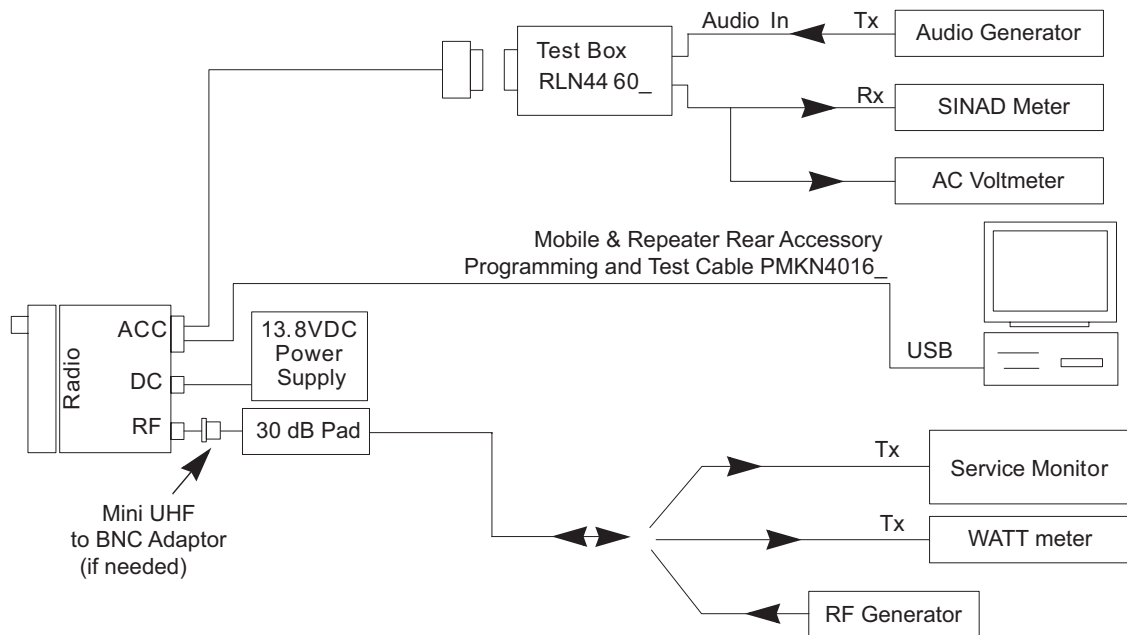 Audio In
Tx
Audio Generator
Test Box
RLN44 60_
Rx
SINAD Meter
AC Voltmeter
Mobile & Repeater Rear Accessory
Programming and Test Cable PMKN4016_
USB
Radio
ACC
DC
RF
13.8VDC
Power
Supply
30 dB Pad
Mini UHF
to BNC Adaptor
(if needed)
Tx
Service Monitor
Tx
WATT meter
RF Generator